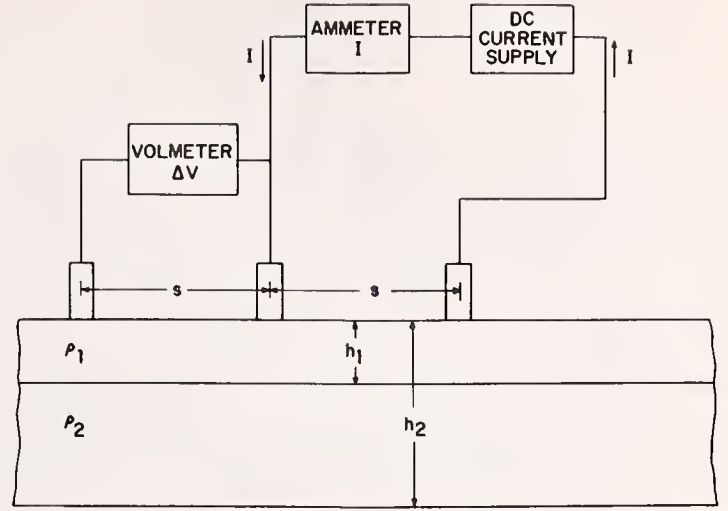 AMMETER
I
DC
CURRENT
SUPPLY
I
I
VOLMETER
ΔV
s
s
ρ1
h1
ρ2
h2